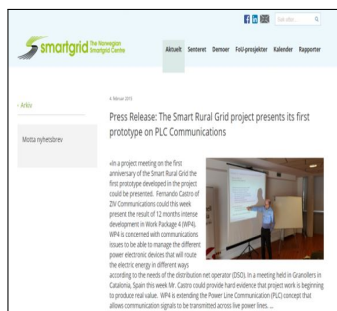 Søk etter...
smartgrid The Norwegian
Smartgrid Centre
Aktuelt Senteret Demoer FoU-prosjekter Kalender Rapporter
‹ Arkiv
Motta nyhetsbrev
Press Release: The Smart Rural Grid project presents its first
prototype on PLC Communications
«In a project meeting on the first
anniversary of the Smart Rural Grid the
first prototype developed in the project
could be presented. Fernando Castro of
ZIV Communications could this week
present the result of 12 months intense
development in Work Package 4 (WP4).
WP4 is concerned with communications
issues to be able to manage the different
power electronic devices that will route
the electric energy in different ways
according to the needs of the distribution net operator (DSO). In a meeting held in Granollers in
Catalonia, Spain this week Mr. Castro could provide hard evidence that project work is beginning
to produce real value. WP4 is extending the Power Line Communication (PLC) concept that
allows communication signals to be transmitted across live power lines. ...